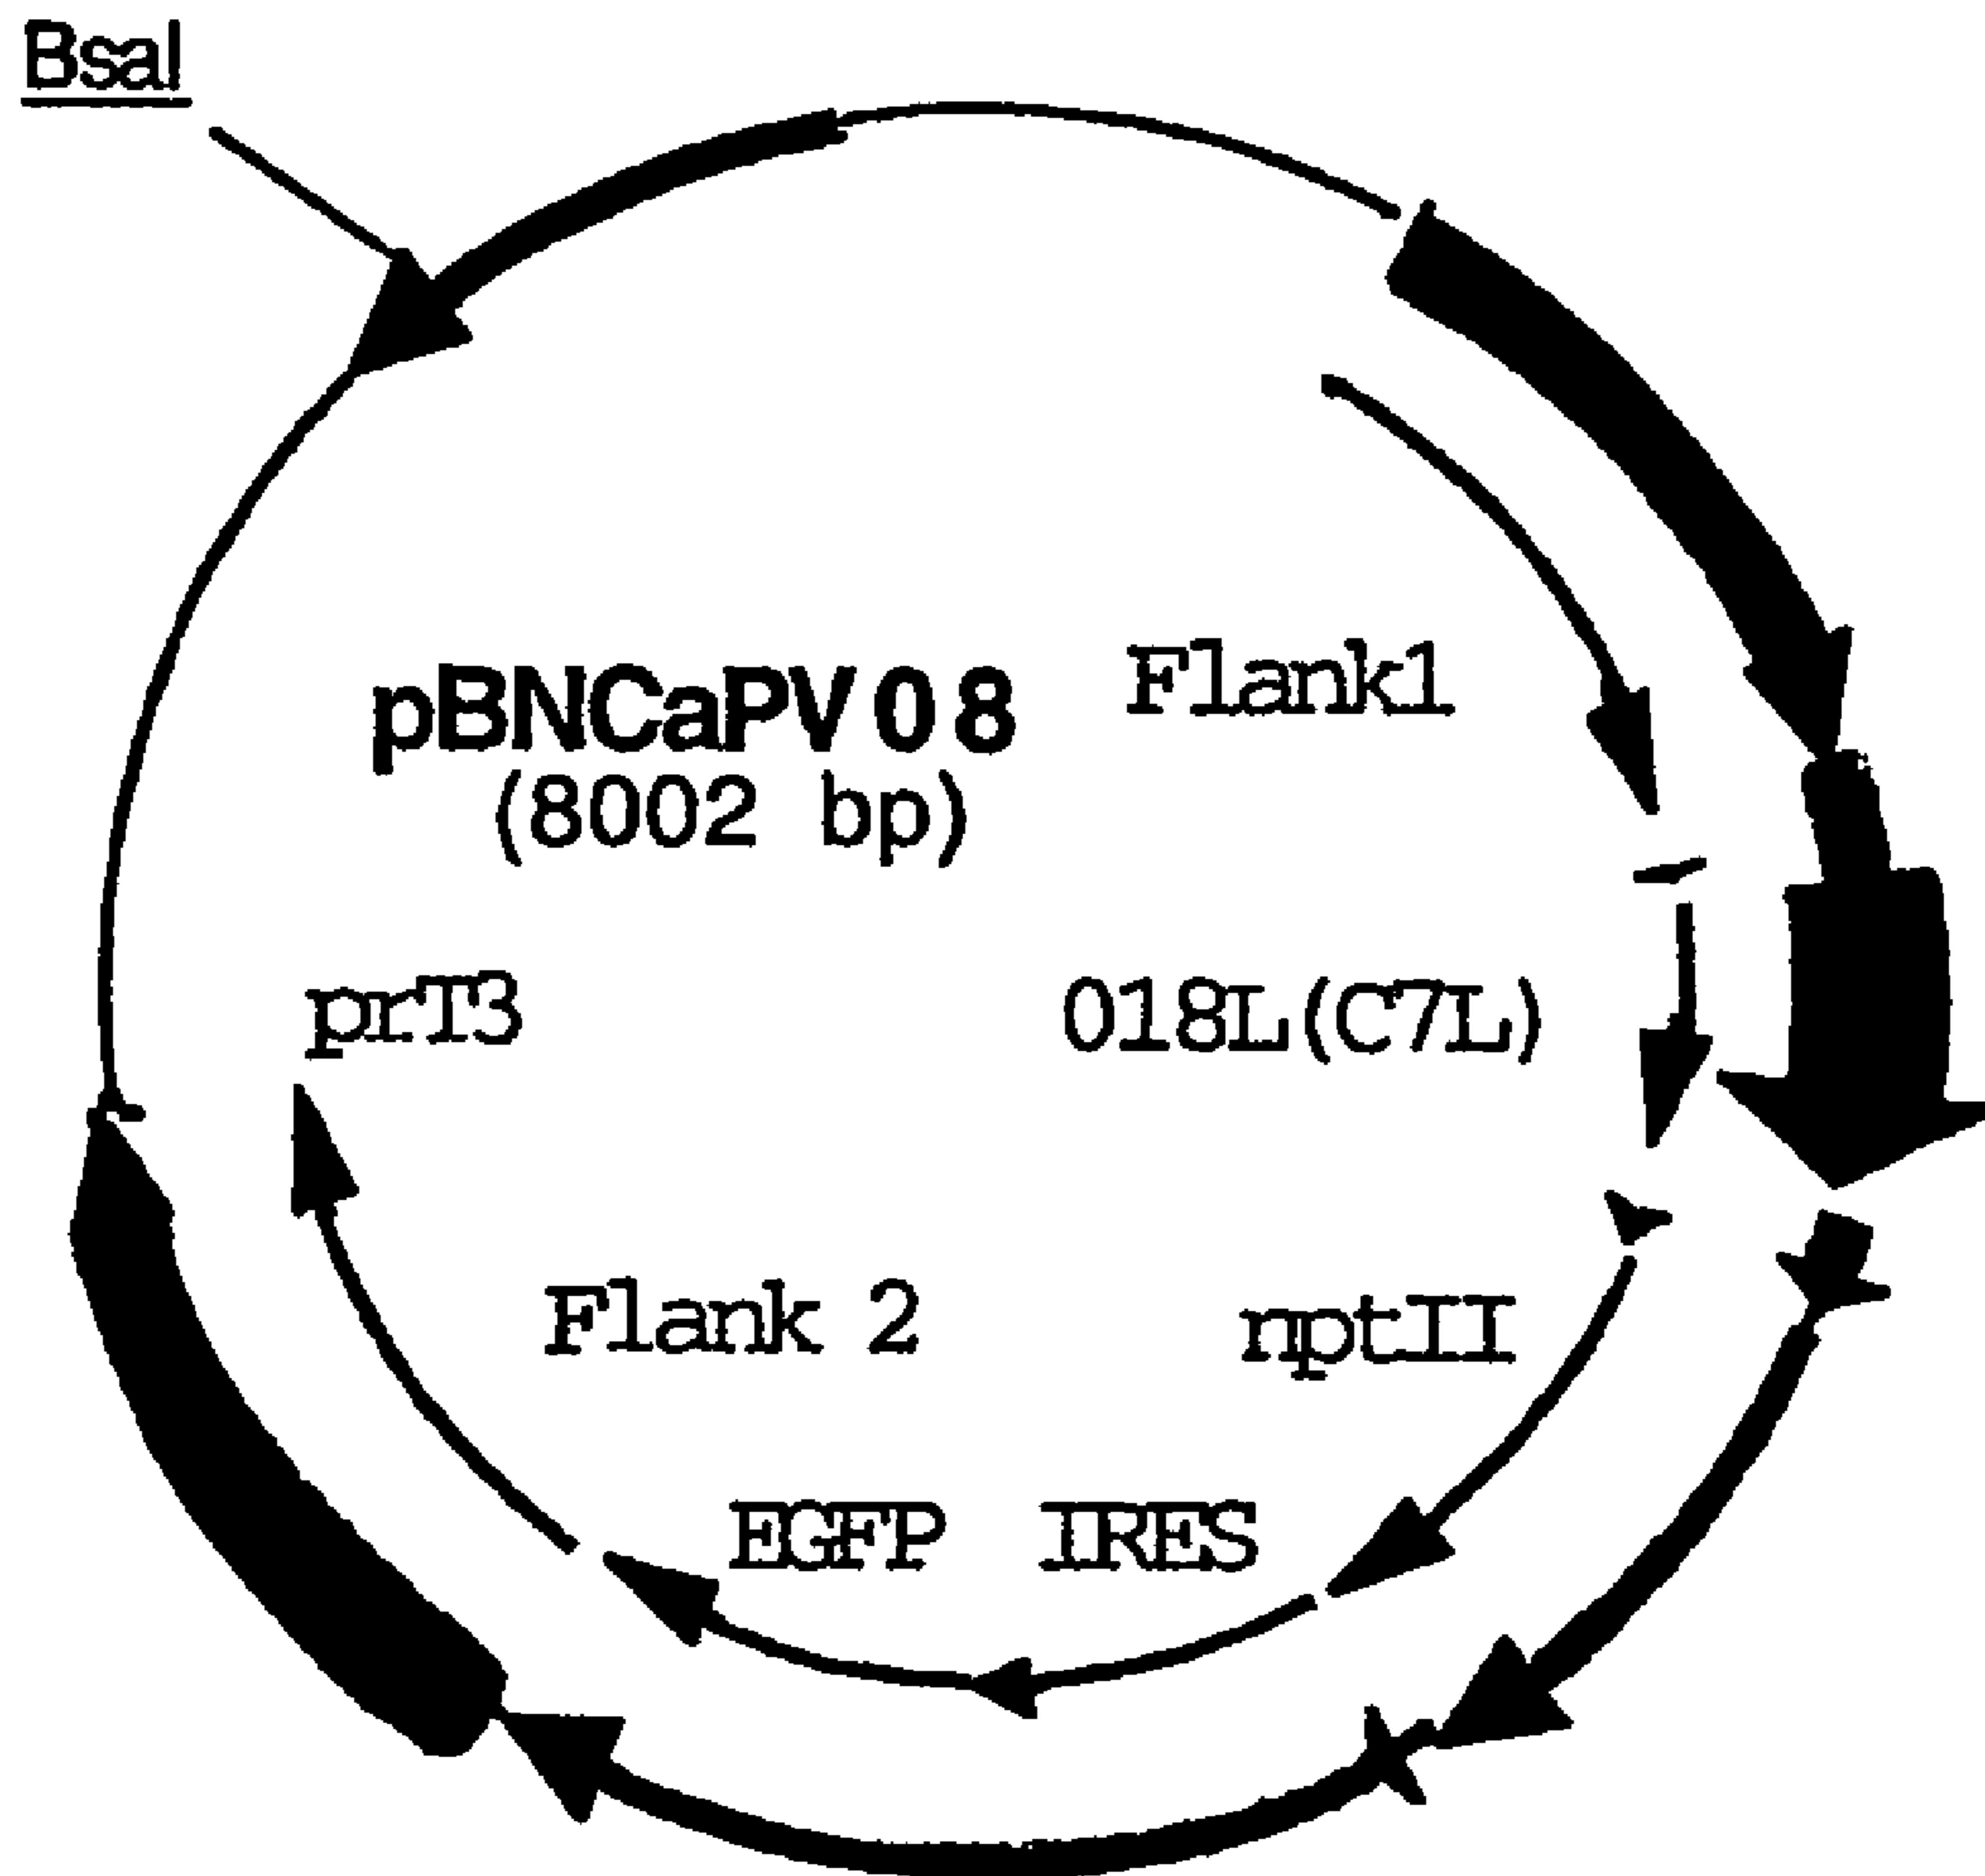 BsaI
pBNCaPV08
(8002 bp)
Flank1
prT3
018L(C7L)
Flank 2
nptII
EGFP
IRES